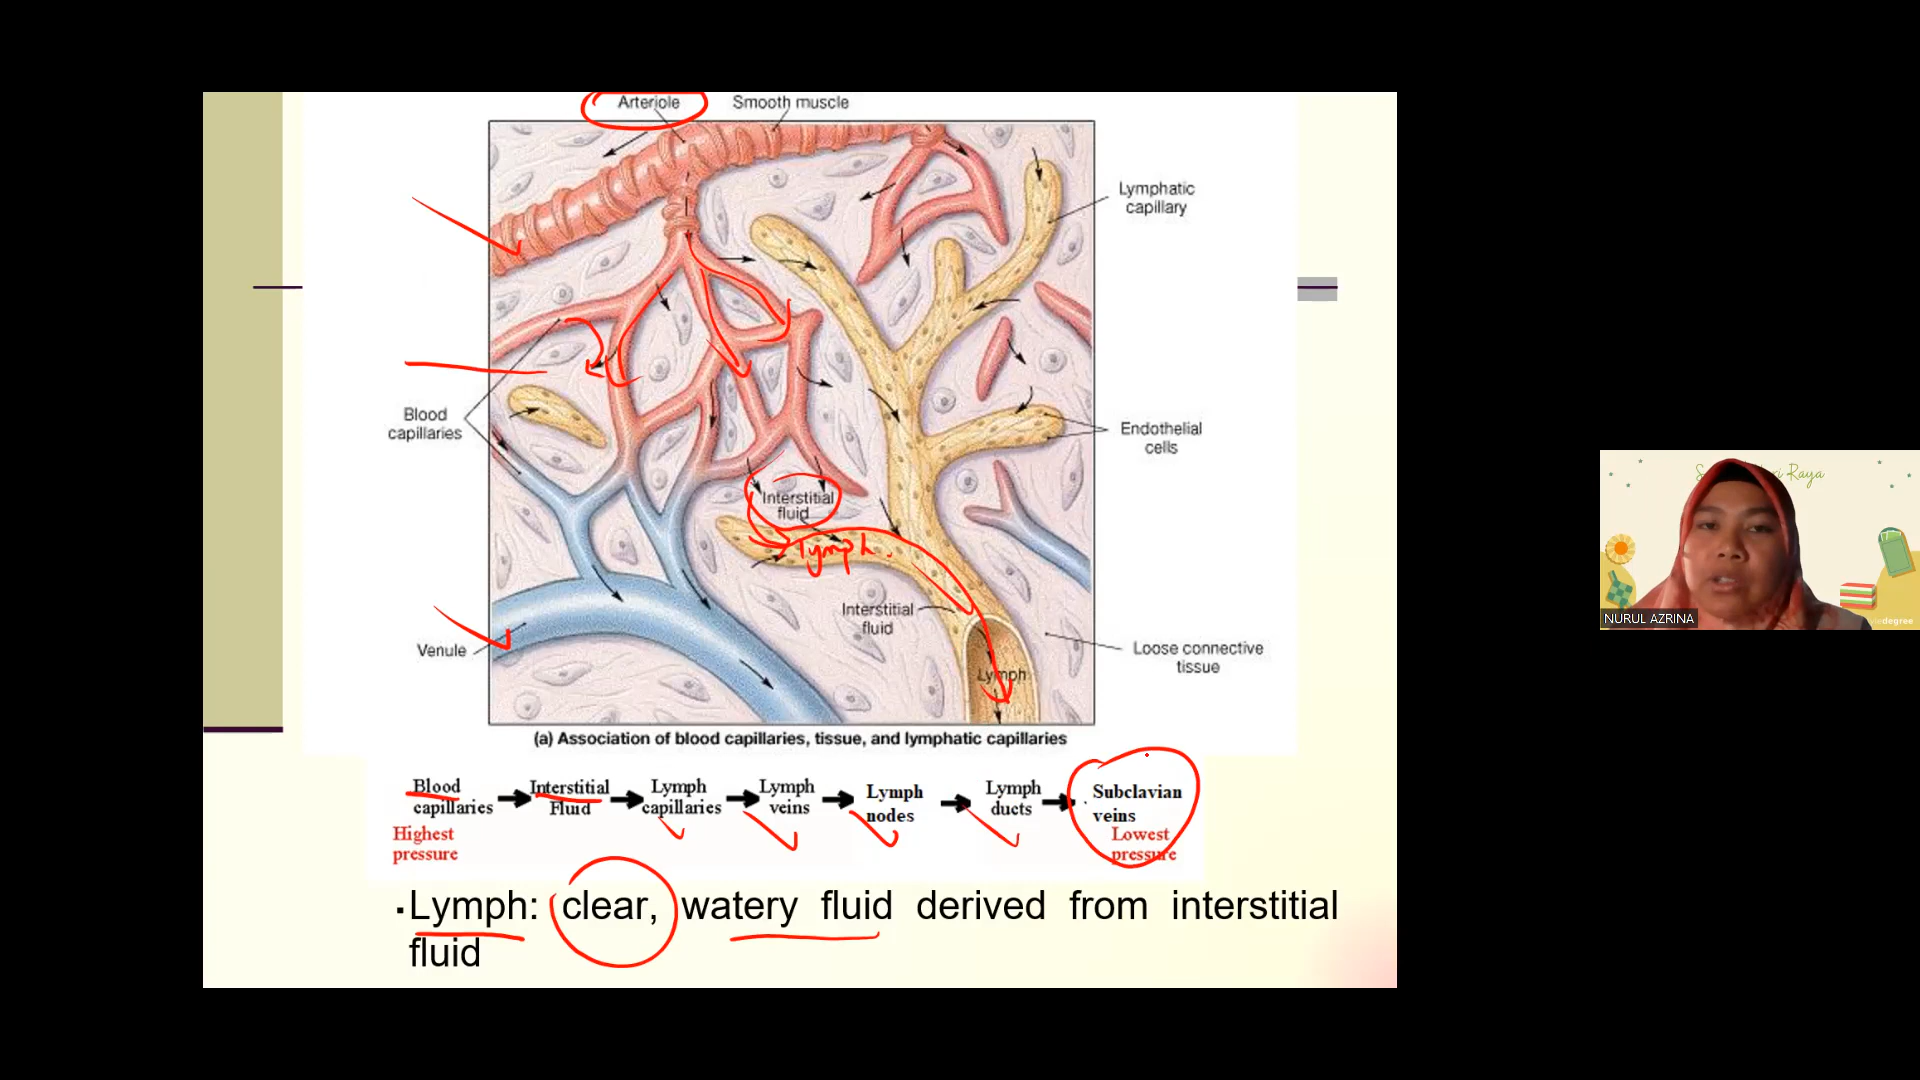 Arteriole
Smooth muscle
Lymphatic
capillary
Blood
capillaries
Endothelial
cells
Interstitial
fluid
Lymph.
Interstitial
fluid
Venule
Loose connective
tissue
Lymph
(a) Association of blood capillaries, tissue, and lymphatic capillaries
Blood
capillaries
Interstitial
Fluid
Lymph
capillaries
Lymph
veins
Lymph
nodes
Lymph
ducts
Subclavian
veins
Highest
pressure
Lowest
pressure
▪Lymph: clear, watery fluid derived from interstitial
fluid
Raya
NURUL AZRINA
degree